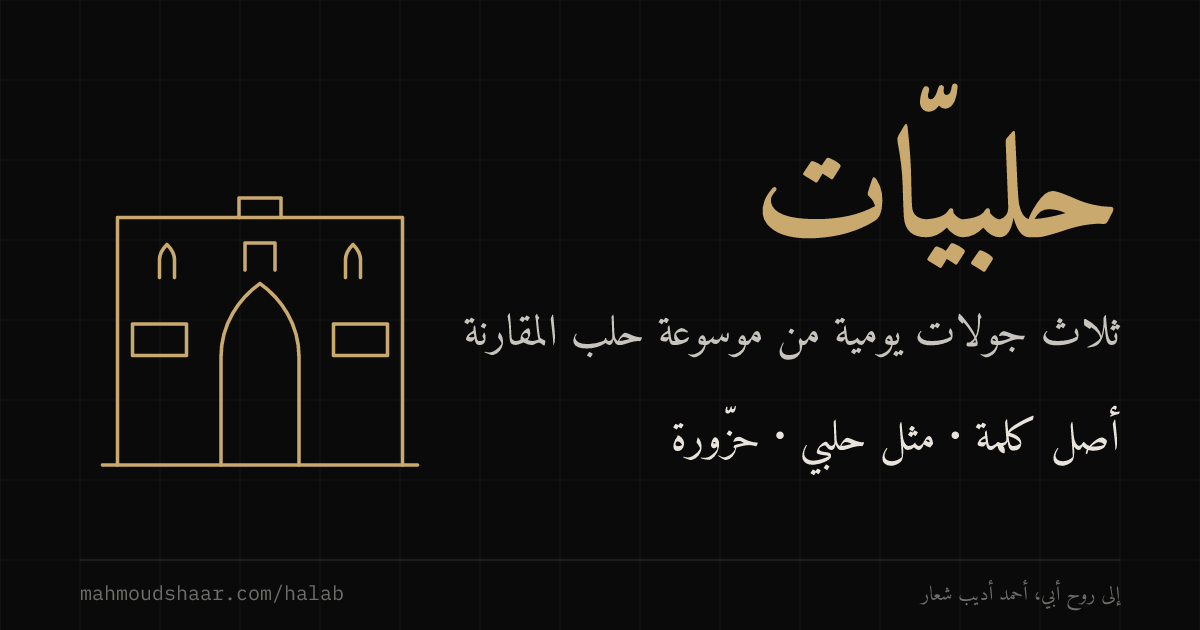 حلبيّات
ثلاث جولات يومية من موسوعة حلب المقارنة
أصل كلمة · مثل حلبي · حزّورة
إلى روح أبي، أحمد أديب شعار
mahmoudshaar.com/halab